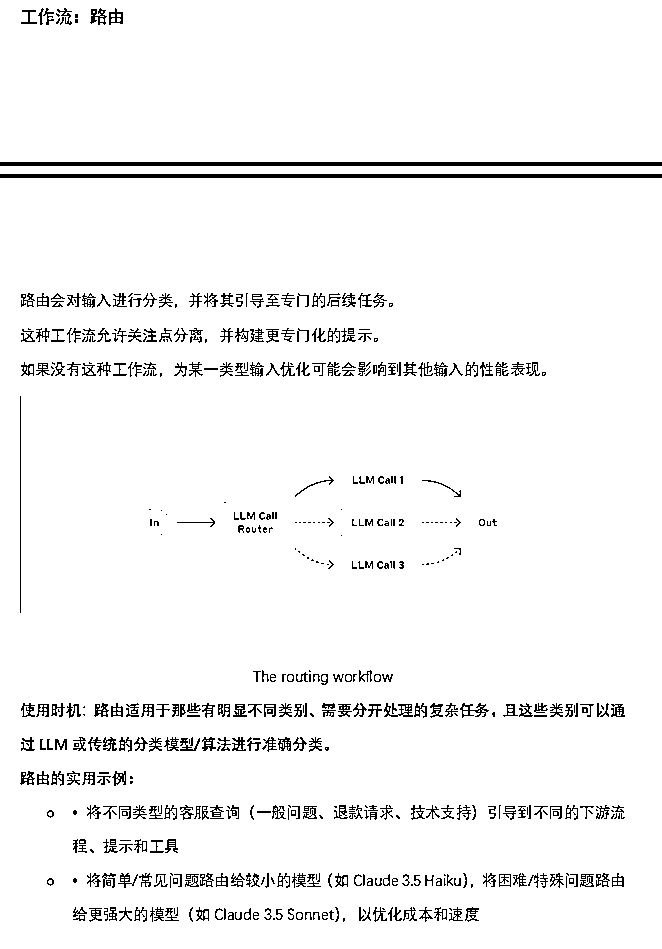 工作流：路由
路由会对输入进行分类，并将其引导至专门的后续任务。
这种工作流允许关注点分离，并构建更专门化的提示。
如果没有这种工作流，为某一类型输入优化可能会影响到其他输入的性能表现。
LLM Call 1
In
LLM Call
Router
LLM Call 2
Out
LLM Call 3
The routing workflow
使用时机：路由适用于那些有明显不同类别、需要分开处理的复杂任务，且这些类别可以通
过 LLM 或传统的分类模型/算法进行准确分类。
路由的实用示例：
o • 将不同类型的客服查询（一般问题、退款请求、技术支持）引导到不同的下游流
程、提示和工具
o • 将简单/常见问题路由给较小的模型（如 Claude 3.5 Haiku），将困难/特殊问题路由
给更强大的模型（如 Claude 3.5 Sonnet），以优化成本和速度